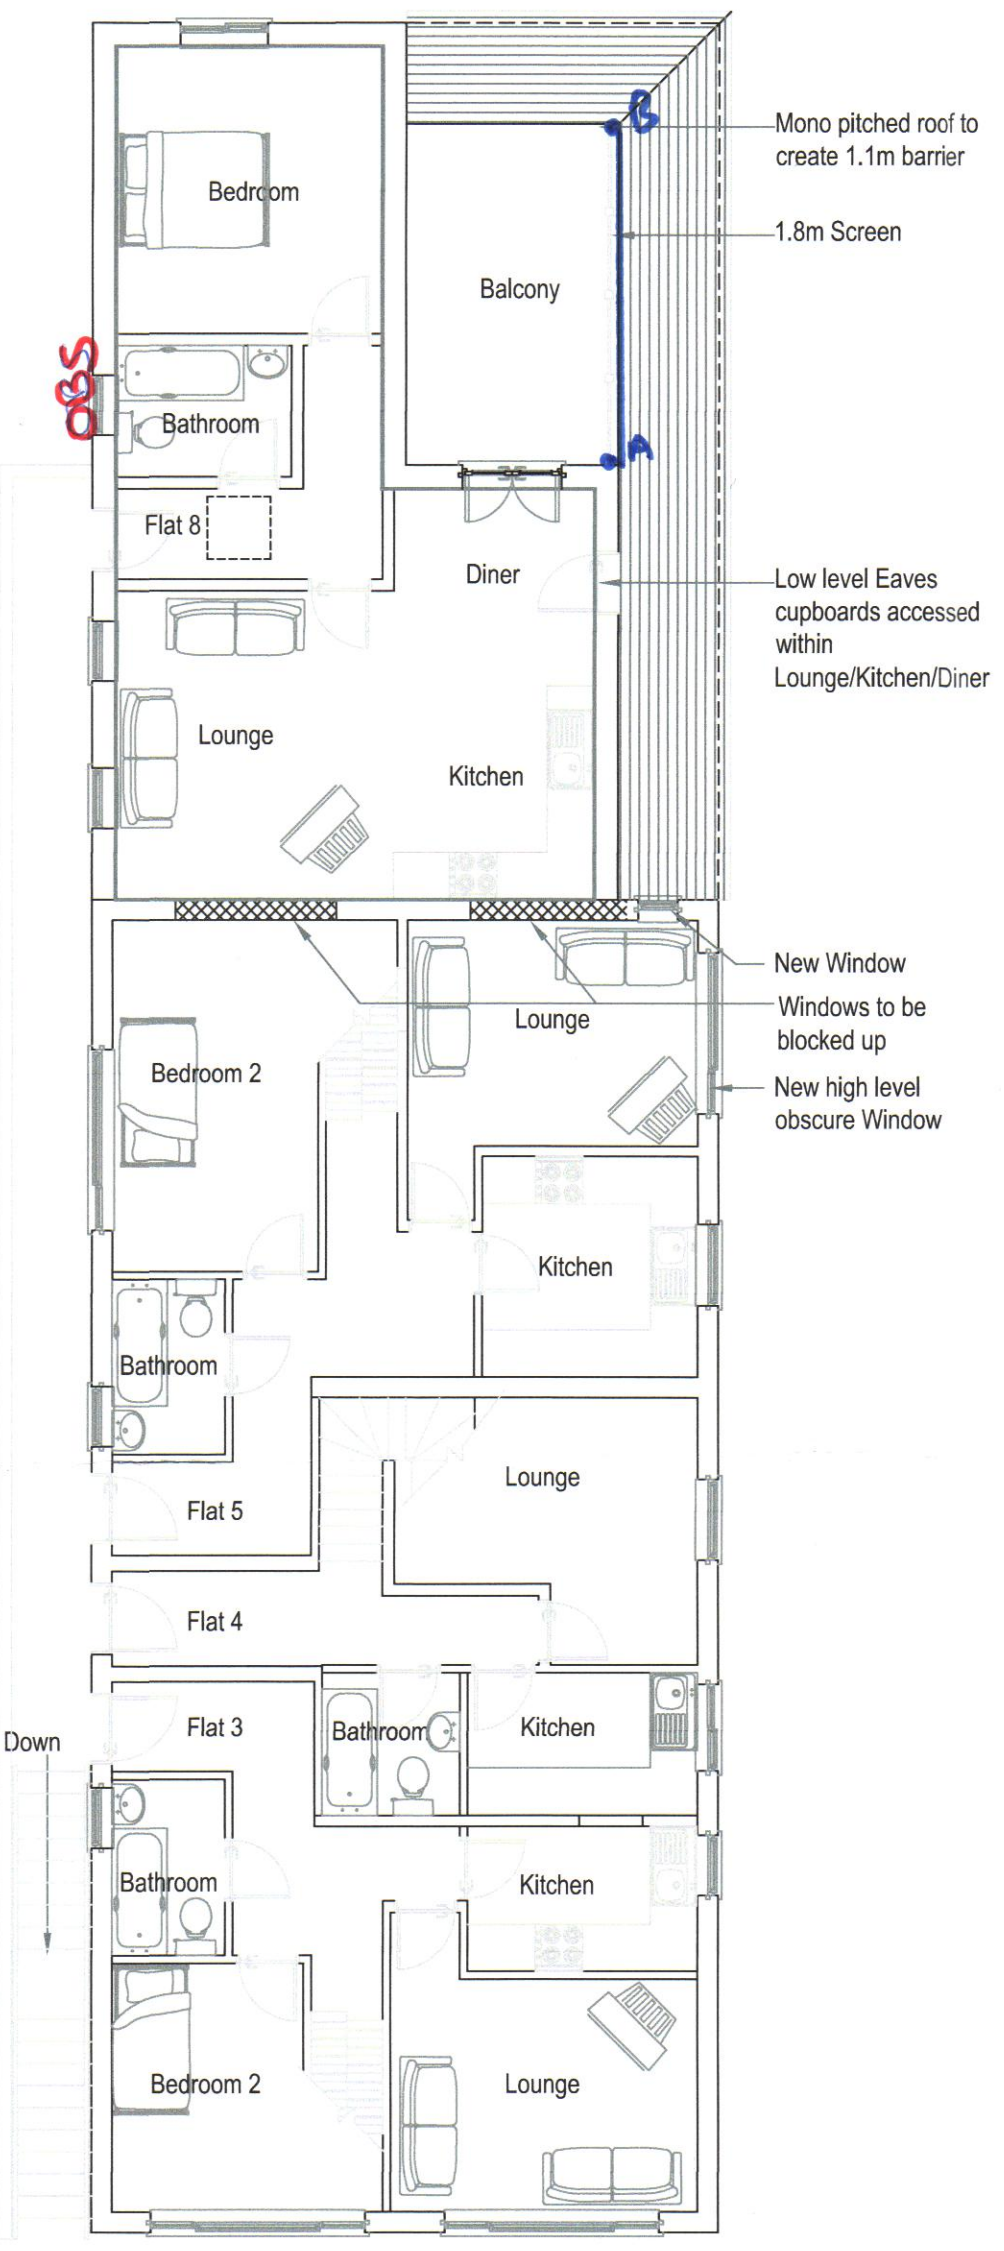 B
Mono pitched roof to
create 1.1m barrier
Bedroom
1.8m Screen
Balcony
OBS
Bathroom
A
Flat 8
Diner
Low level Eaves
cupboards accessed
within
Lounge/Kitchen/Diner
Lounge
Kitchen
New Window
Windows to be
blocked up
Lounge
Bedroom 2
New high level
obscure Window
Kitchen
Bathroom
Lounge
Flat 5
Flat 4
Flat 3
Bathroom
Kitchen
Down
Bathroom
Kitchen
Bedroom 2
Lounge